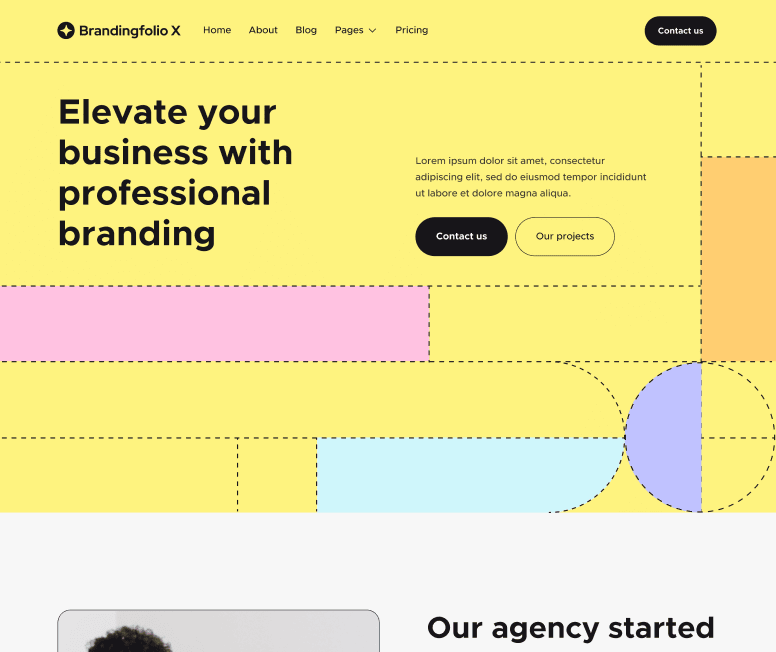 Brandingfolio X Home About Blog Pages Pricing Contact us
Elevate your
business with
professional
branding
Lorem ipsum dolor sit amet, consectetur
adipiscing elit, sed do eiusmod tempor incididunt
ut labore et dolore magna aliqua.
Contact us Our projects
Our agency started